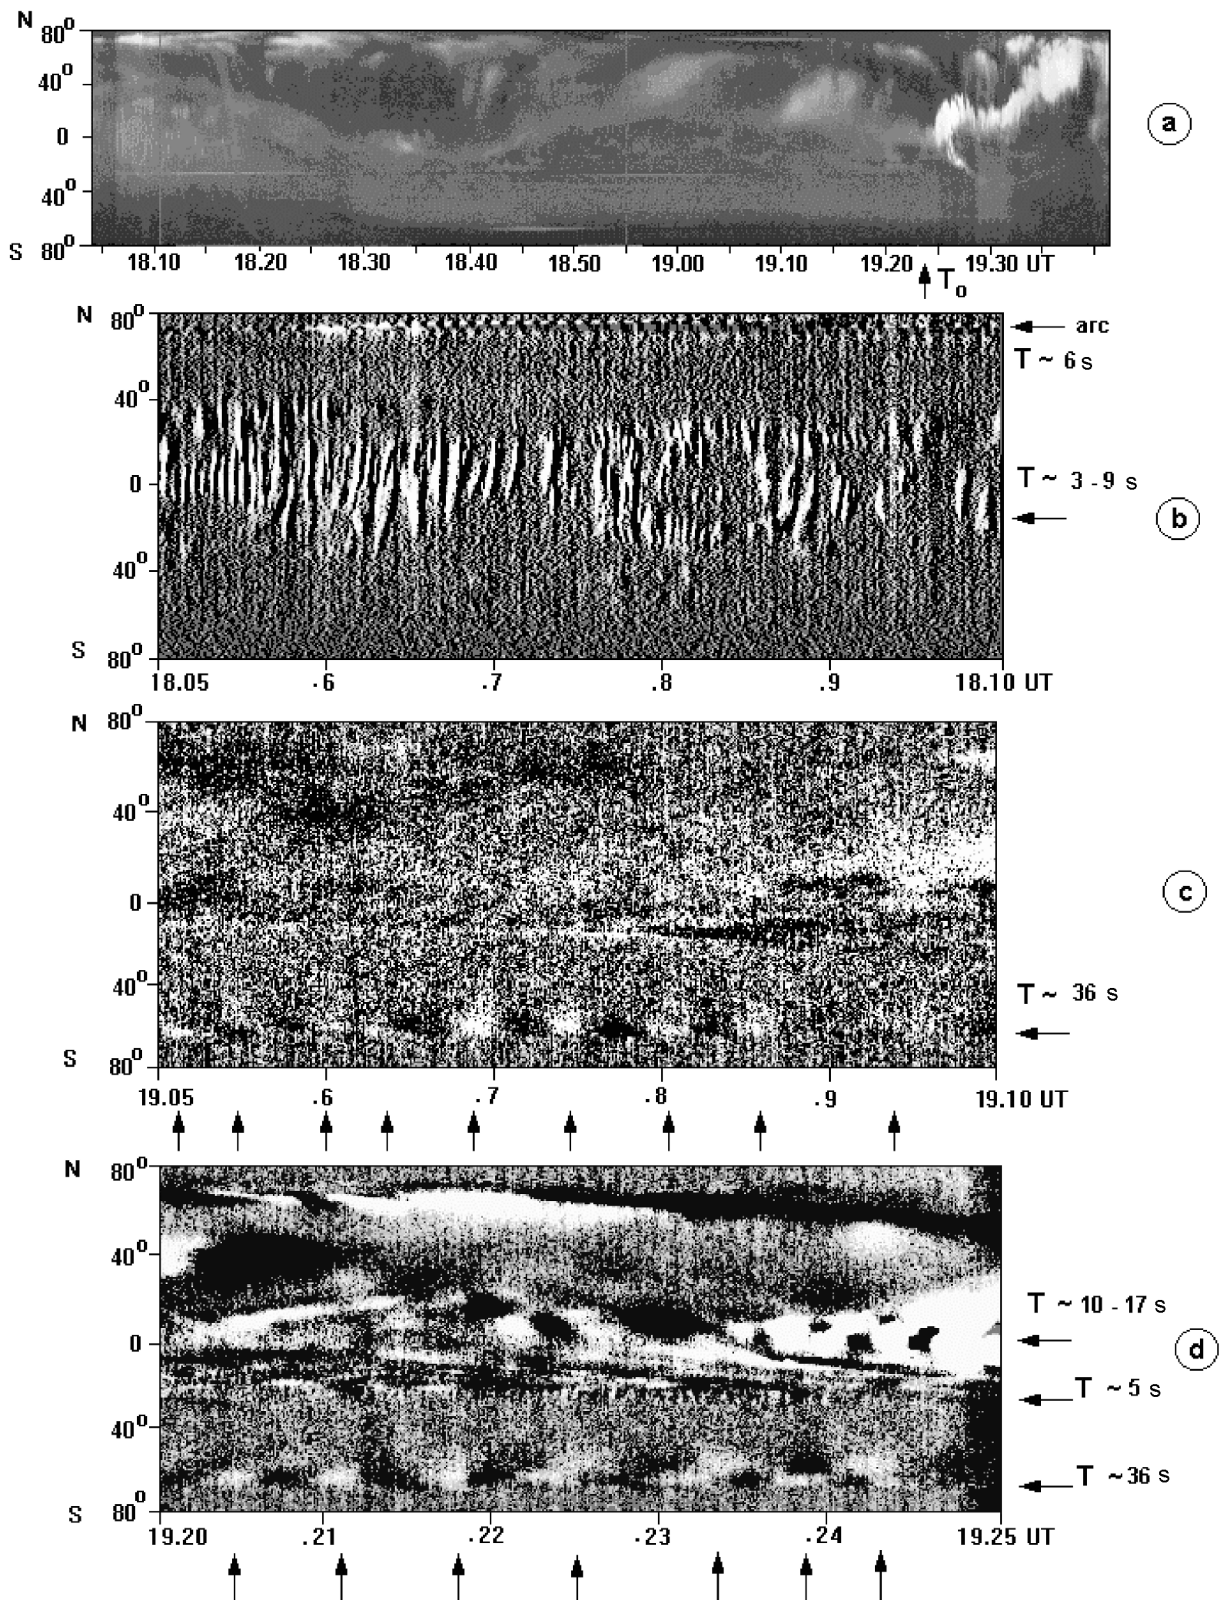 N 80⁰
40⁰
0
40⁰
S 80⁰
a
18.10 18.20 18.30 18.40 18.50 19.00 19.10 19.20 19.30 UT
T₀
N 80⁰
arc
T ~ 6 s
40⁰
0
T ~ 3 - 9 s
b
40⁰
S 80⁰
18.05 .6 .7 .8 .9 18.10 UT
N 80⁰
40⁰
c
0
40⁰
T ~ 36 s
S 80⁰
19.05 .6 .7 .8 .9 19.10 UT
N 80⁰
40⁰
T ~ 10 - 17 s
0
d
T ~ 5 s
40⁰
T ~ 36 s
S 80⁰
19.20 .21 .22 .23 .24 19.25 UT